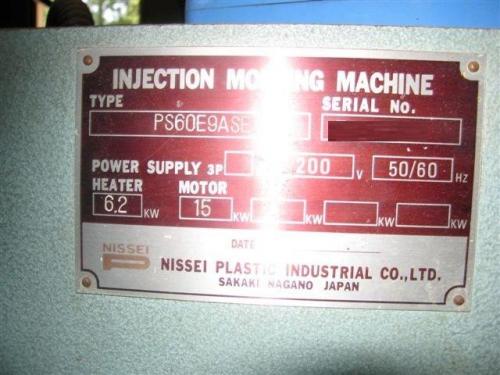 INJECTION MACHINE
TYPE SERIAL No.
PS60E9ASE
POWER SUPPLY 3P 200 V 50/60 HZ
HEATER MOTOR
6.2 KW 15 KW KW KW KW
DATE
NISSEI
NISSEI PLASTIC INDUSTRIAL CO., LTD.
SAKAKI NAGANO JAPAN